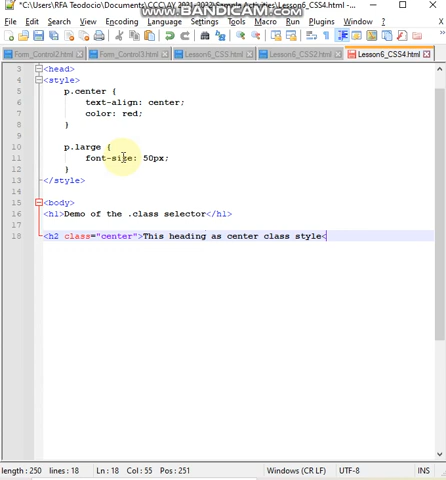 *C:\Users\RFA Teodocio\Documents\CCC\AY 2021-2022\Sample Activities\Lesson6_CSS4.html -...
WWW.BANDICAM.COM
File Edit Search View Encoding Language Settings Tools Macro Run Plugins Window ?
Form_Control2.html Form_Control3.html Lesson5_CSS.html Lesson6_CSS2.html Lesson6_CSS4.html
3 <head>
4 <style>
5 p.center {
6 text-align: center;
7 color: red;
8 }
9
10 p.large {
11 font-size: 50px;
12 }
13 </style>
14
15 <body>
16 <h1>Demo of the .class selector</h1>
17
18 <h2 class="center">This heading as center class style<
length : 250 lines : 18 Ln : 18 Col : 55 Pos : 251 Windows (CR LF) UTF-8 INS